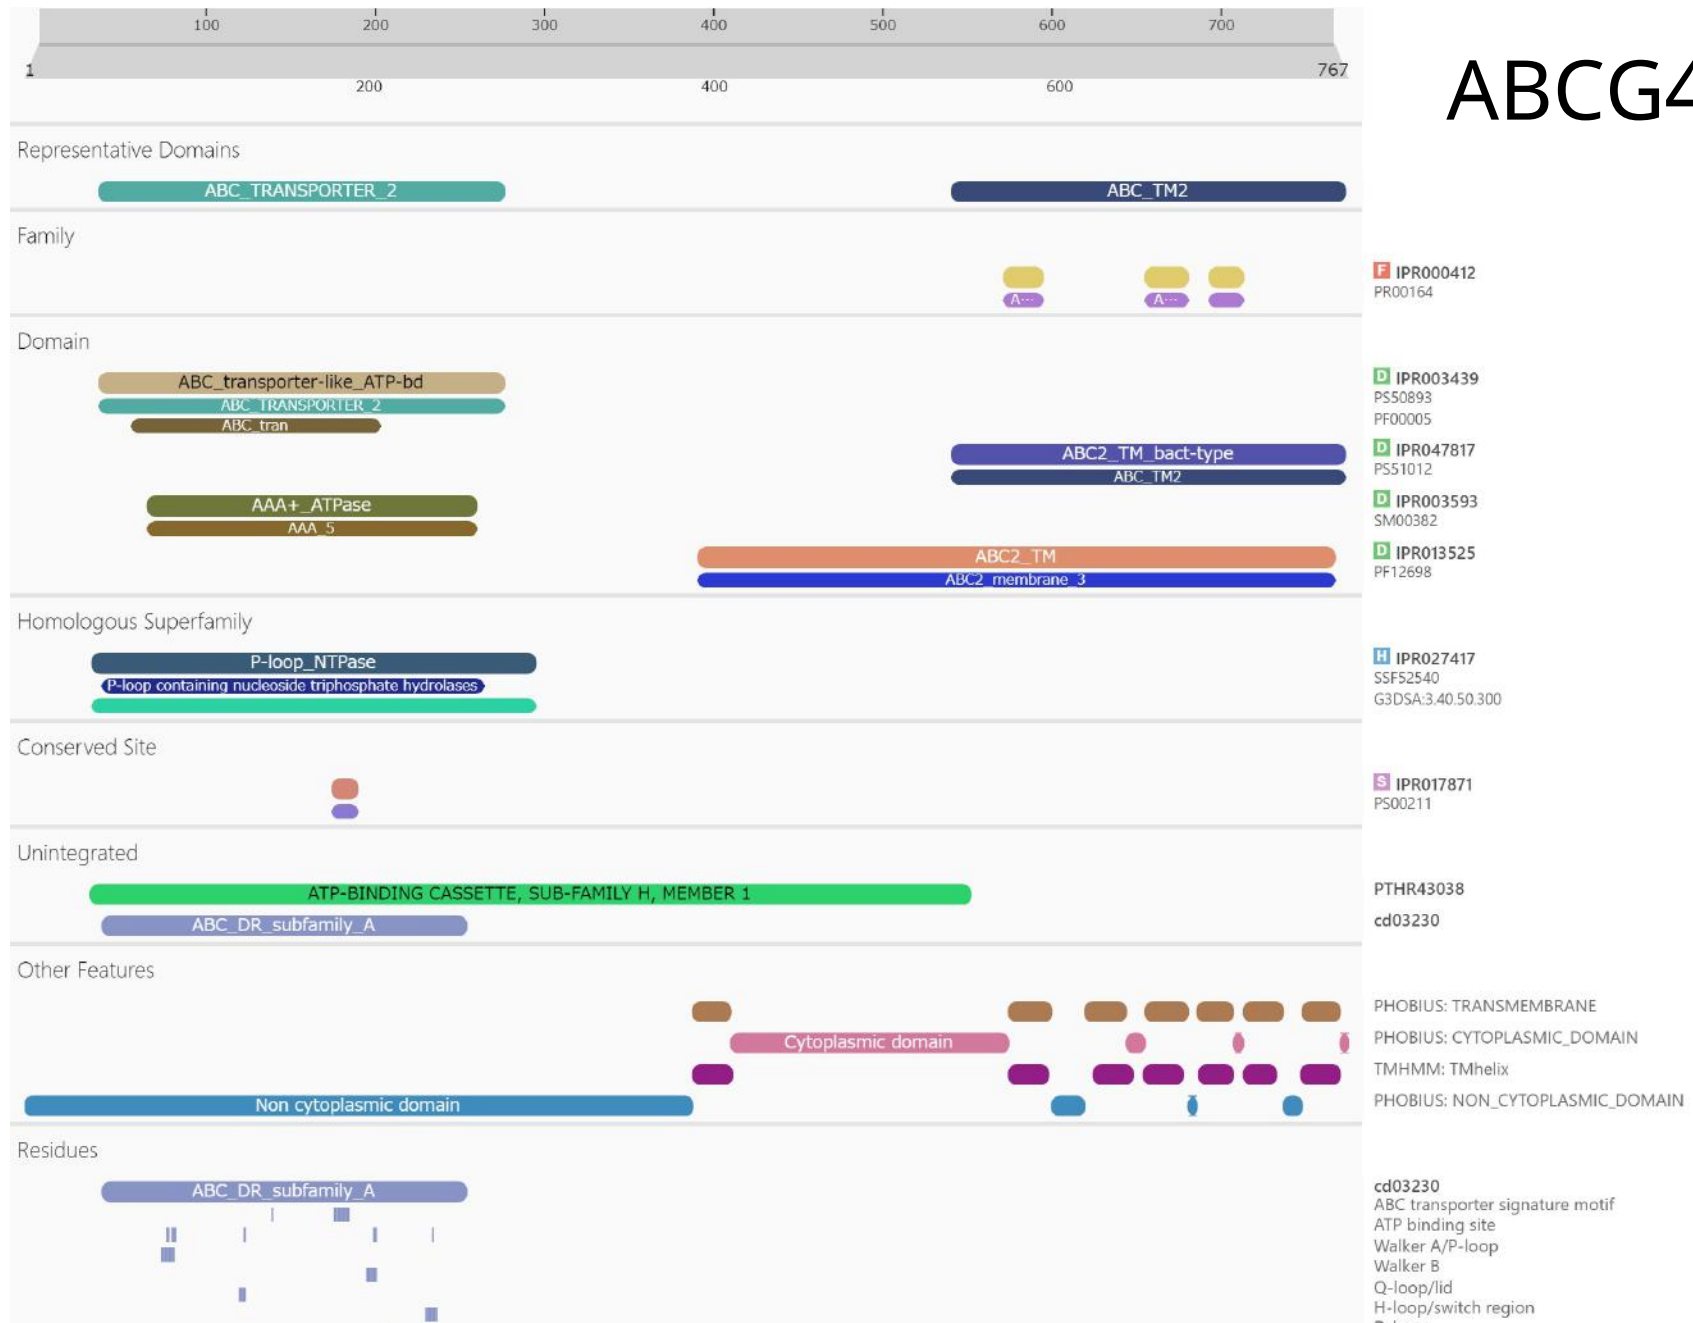 100 200 300 400 500 600 700
1 767
200 400 600
ABCG4
Representative Domains
ABC_TRANSPORTER_2 ABC_TM2
Family
F IPR000412
A... A... PR00164
Domain
ABC_transporter-like_ATP-bd D IPR003439
ABC_TRANSPORTER_2 PS50893
ABC_tran PF00005
ABC2_TM_bact-type D IPR047817
ABC_TM2 PS51012
AAA+_ATPase D IPR003593
AAA_5 SM00382
ABC2_TM D IPR013525
ABC2_membrane_3 PF12698
Homologous Superfamily
P-loop_NTPase H IPR027417
P-loop containing nucleoside triphosphate hydrolases SSF52540
G3DSA:3.40.50.300
Conserved Site
S IPR017871
PS00211
Unintegrated
ATP-BINDING CASSETTE, SUB-FAMILY H, MEMBER 1 PTHR43038
ABC_DR_subfamily_A cd03230
Other Features
PHOBIUS: TRANSMEMBRANE
Cytoplasmic domain PHOBIUS: CYTOPLASMIC_DOMAIN
TMHMM: TMhelix
Non cytoplasmic domain PHOBIUS: NON_CYTOPLASMIC_DOMAIN
Residues
ABC_DR_subfamily_A cd03230
ABC transporter signature motif
ATP binding site
Walker A/P-loop
Walker B
Q-loop/lid
H-loop/switch region